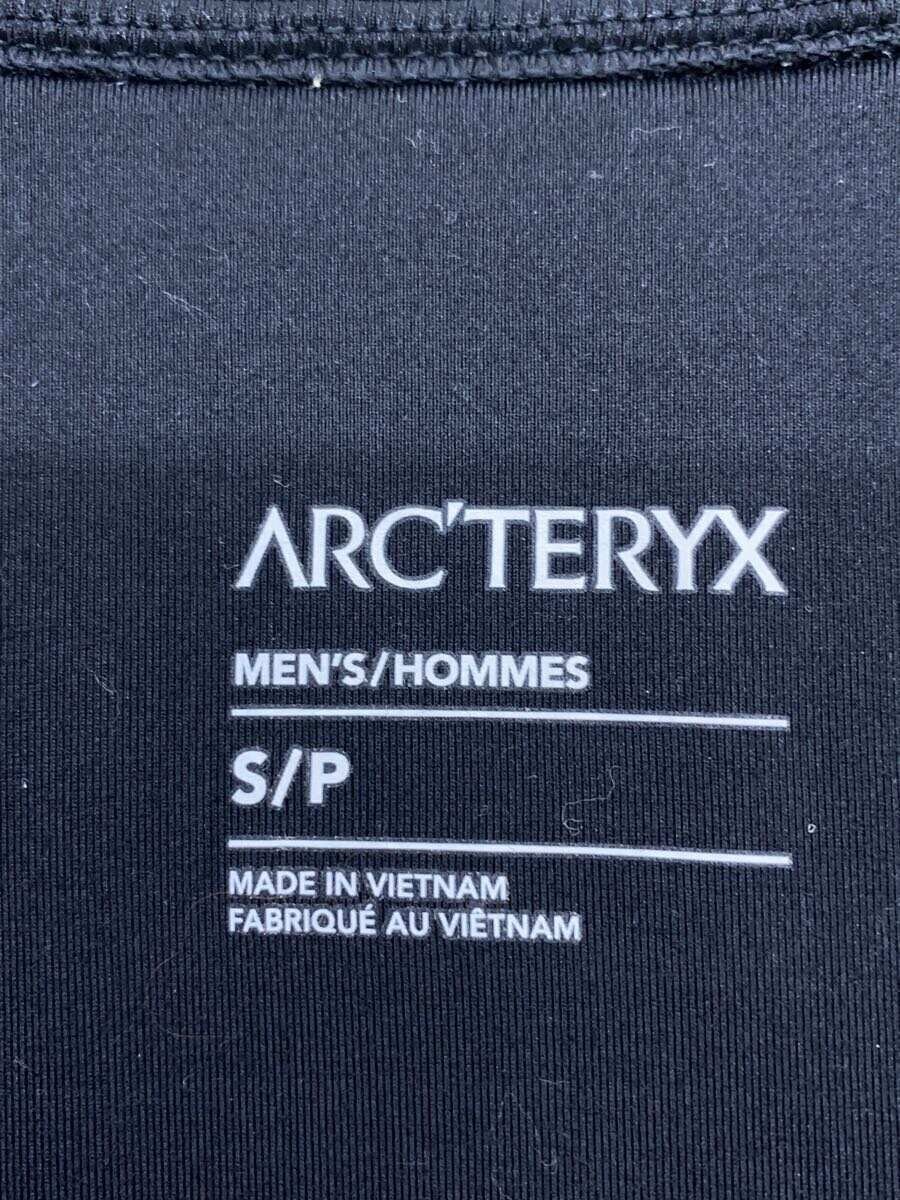 ARC'TERYX
MEN'S/HOMMES
S/P
MADE IN VIETNAM
FABRIQUÉ AU VIÊTNAM